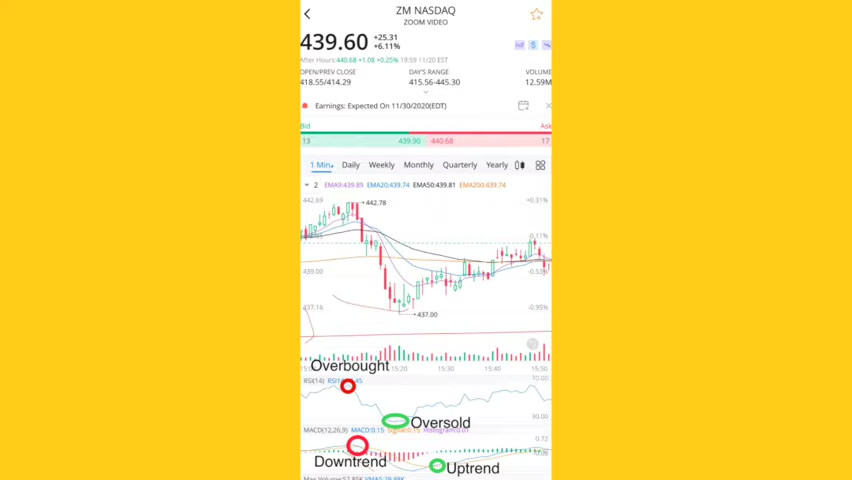 ZM NASDAQ
ZOOM VIDEO
439.60 +25.31
+6.11%
After Hours: 440.68 +1.08 +0.25% 19:59 11/20 EST
OPEN/PREV CLOSE DAY'S RANGE VOLUME
418.55/414.29 415.56-445.30 12.59M
Earnings: Expected On 11/30/2020(EDT)
Bid Ask
13 439.90 440.68 17
1 Min Daily Weekly Monthly Quarterly Yearly
2 EMA9:439.89 EMA20:439.74 EMA50:439.81 EMA200:439.74
442.69 442.78 +0.31%
-0.11%
439.00 -0.53%
437.16 -0.95%
437.00
15:20 15:30 15:40 15:50
Overbought
RSI(14) 70.00
30.00
Oversold
MACD(12,26,9) MACD:0.15 Histogram:0.01
0.72
Downtrend
Uptrend